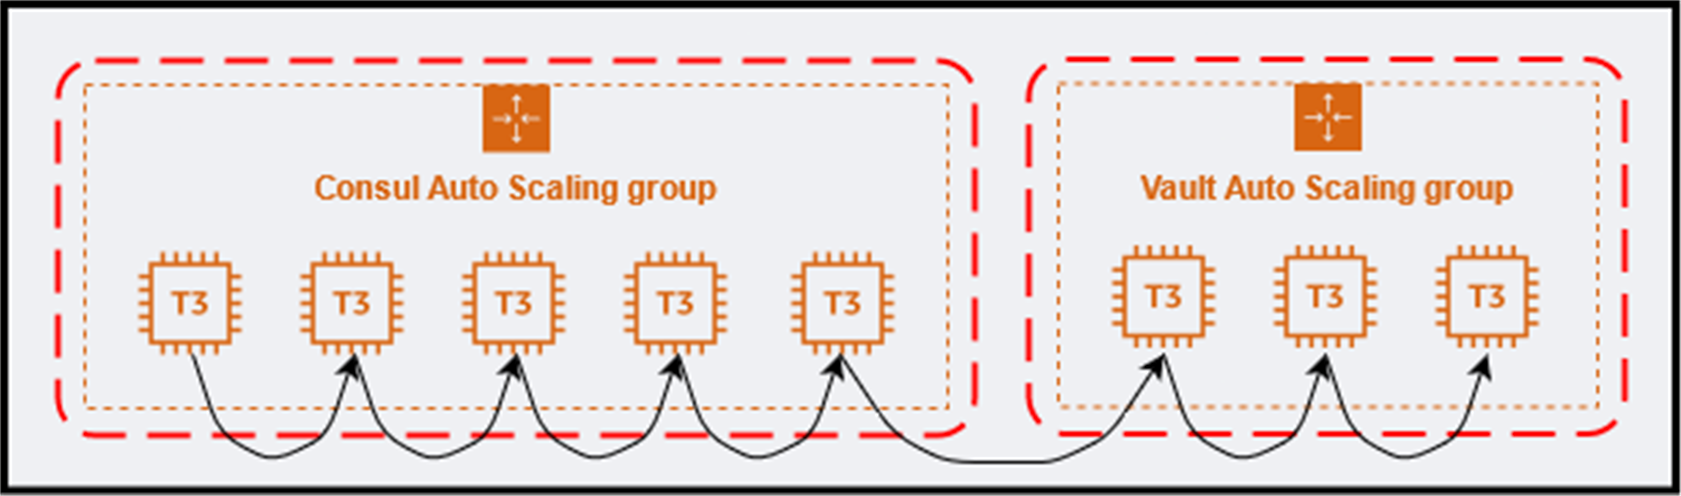 Consul Auto Scaling group
Vault Auto Scaling group
T3 T3 T3 T3 T3
T3 T3 T3